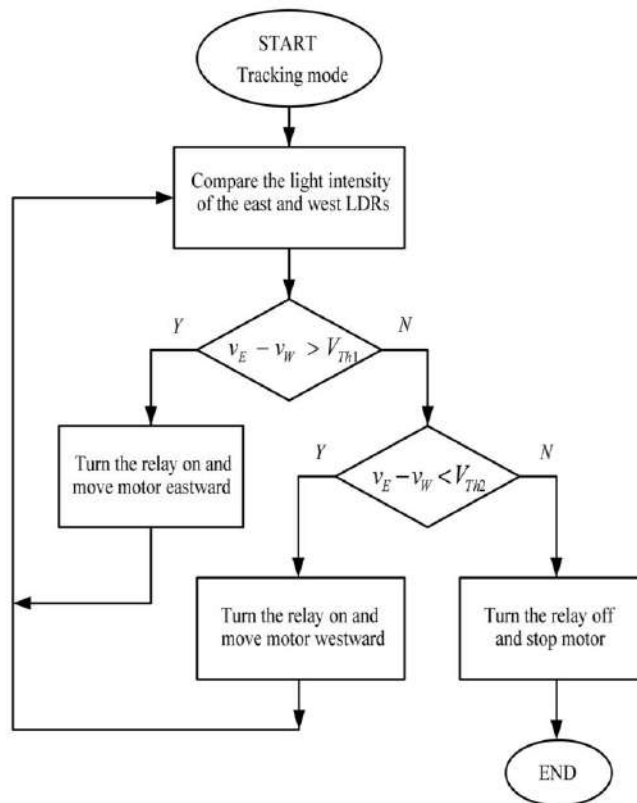 START
Tracking mode
Compare the light intensity
of the east and west LDRs
Y
N
v_E − v_W > V_Th1
Turn the relay on and
move motor eastward
Y
N
v_E − v_W < V_Th2
Turn the relay on and
move motor westward
Turn the relay off
and stop motor
END